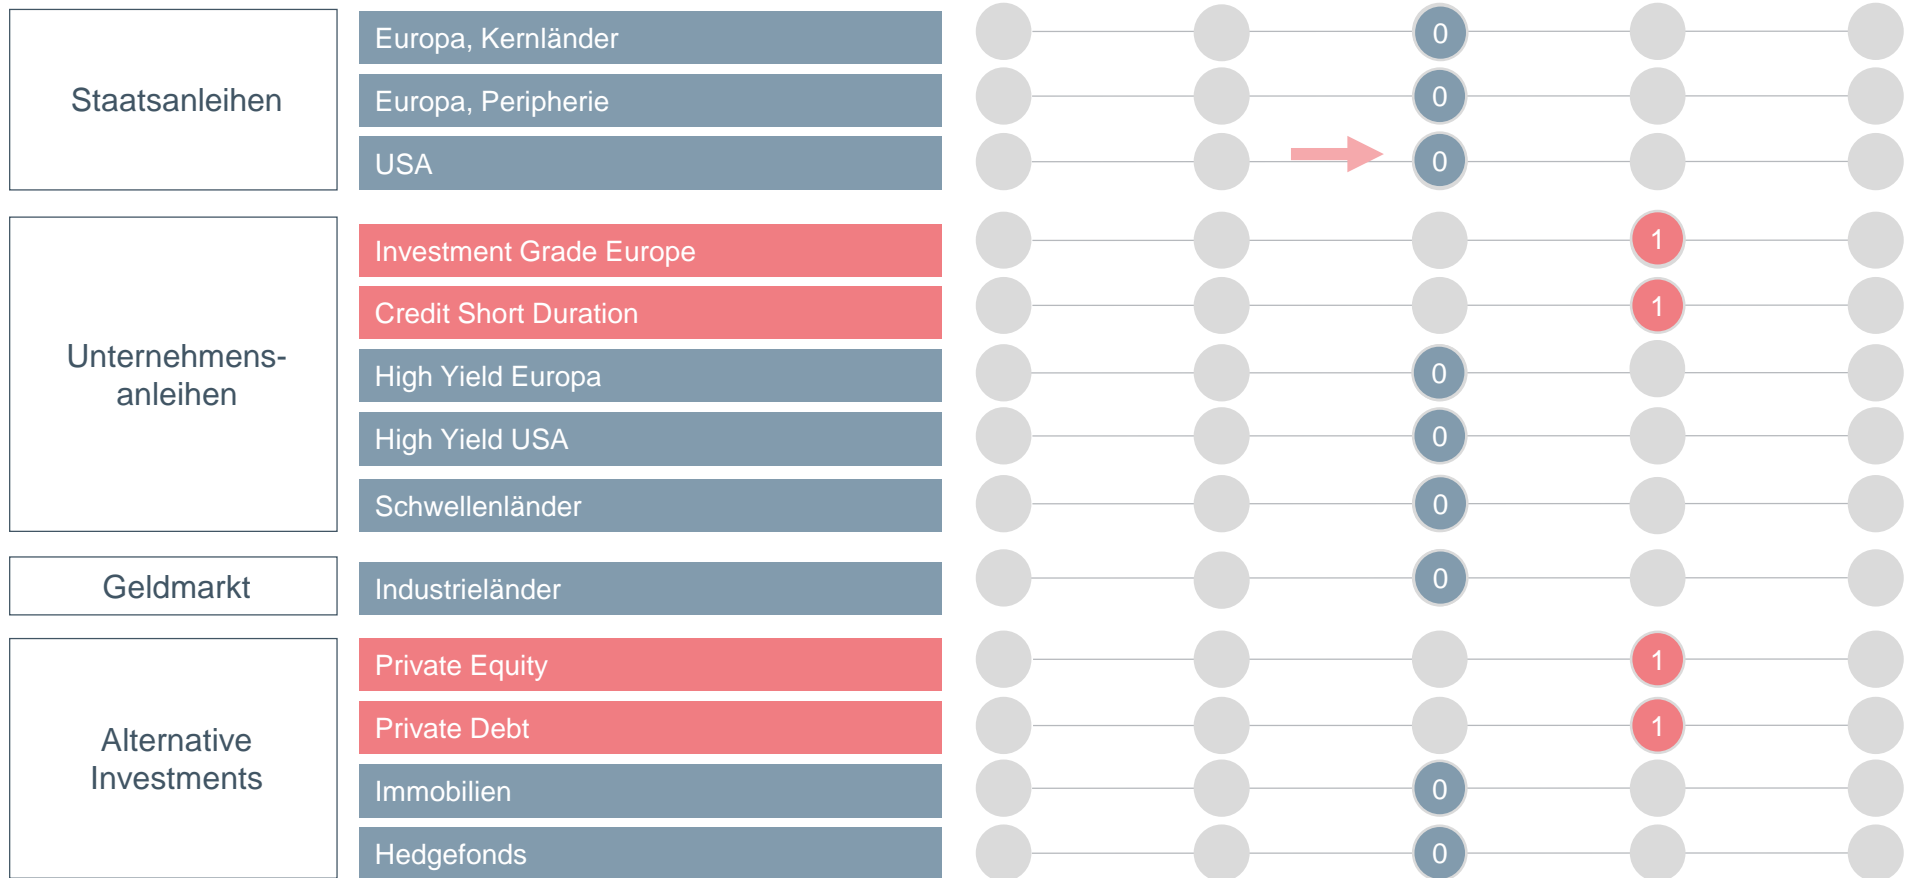 Staatsanleihen
Europa, Kernländer
0
Europa, Peripherie
0
USA
0
Unternehmens-
anleihen
Investment Grade Europe
1
Credit Short Duration
1
High Yield Europa
0
High Yield USA
0
Schwellenländer
0
Geldmarkt
Industrieländer
0
Alternative
Investments
Private Equity
1
Private Debt
1
Immobilien
0
Hedgefonds
0